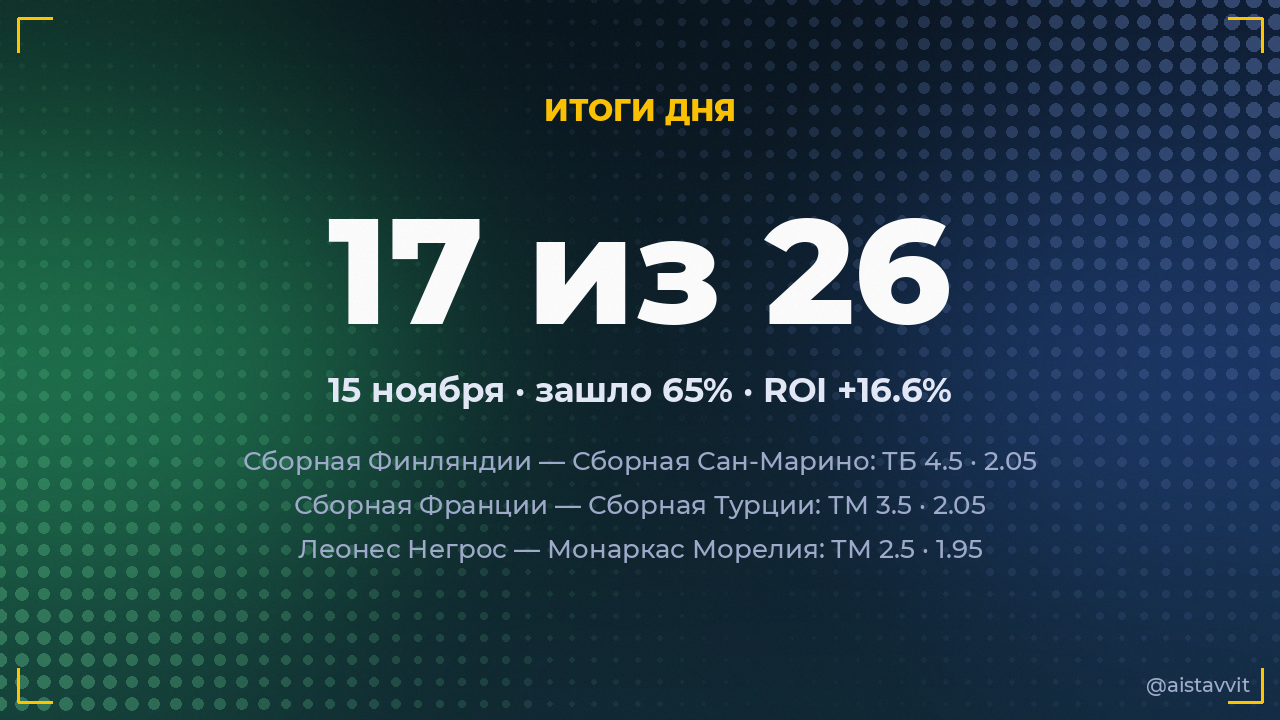 ИТОГИ ДНЯ
17 из 26
15 ноября · зашло 65% · ROI +16.6%
Сборная Финляндии — Сборная Сан-Марино: ТБ 4.5 · 2.05
Сборная Франции — Сборная Турции: ТМ 3.5 · 2.05
Леонес Негрос — Монаркас Морелия: ТМ 2.5 · 1.95
@aistavvit